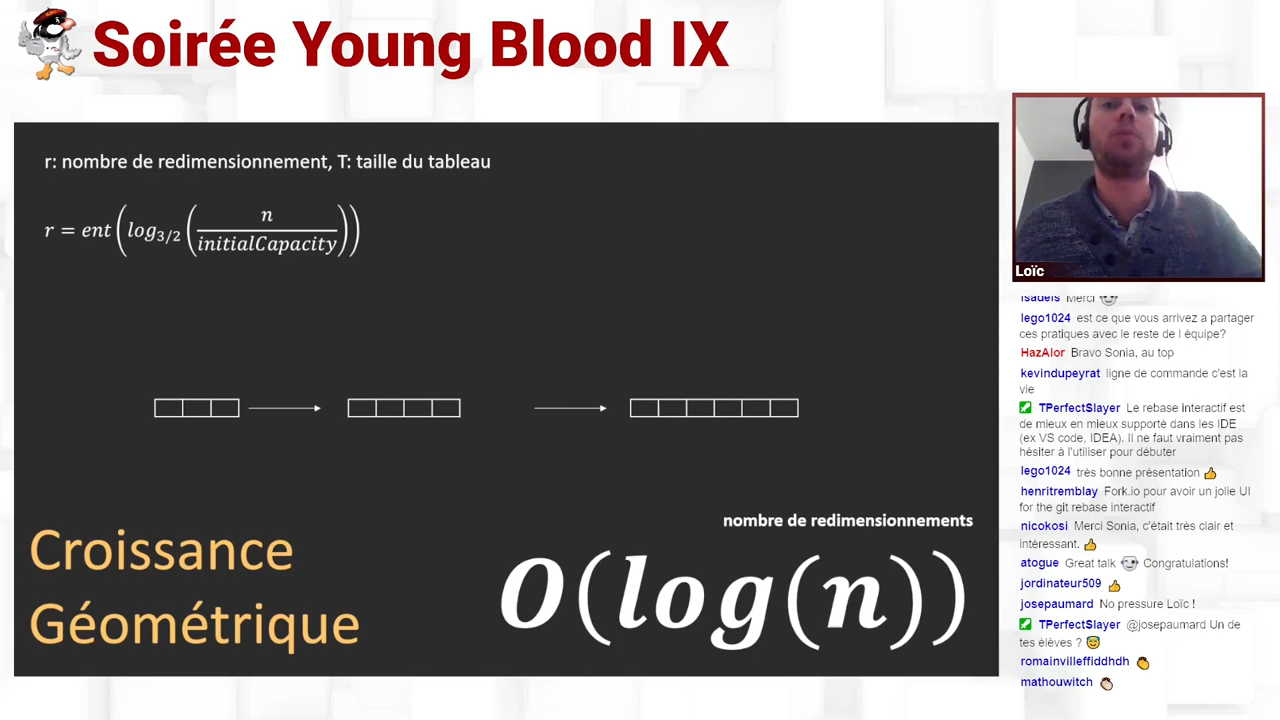 Soirée Young Blood IX
r: nombre de redimensionnement, T: taille du tableau
r = ent(log_{3/2}(n/initialCapacity))
nombre de redimensionnements
Croissance
Géométrique
O(log(n))
Loïc
isadels Merci
lego1024 est ce que vous arrivez a partager
ces pratiques avec le reste de l équipe?
HazAlor Bravo Sonia, au top
kevindupeyrat ligne de commande c'est la
vie
TPerfectSlayer Le rebase interactif est
de mieux en mieux supporté dans les IDE
(ex VS code, IDEA). Il ne faut vraiment pas
hésiter à l'utiliser pour débuter
lego1024 très bonne présentation 👍
henritremblay Fork.io pour avoir un jolie UI
for the git rebase interactif
nicokosi Merci Sonia, c'était très clair et
intéressant. 👍
atogue Great talk Congratulations!
jordinateur509 👍
josepaumard No pressure Loïc !
TPerfectSlayer @josepaumard Un de
tes élèves ? 😇
romainvilleffiddhdh 👏
mathouwitch 👏